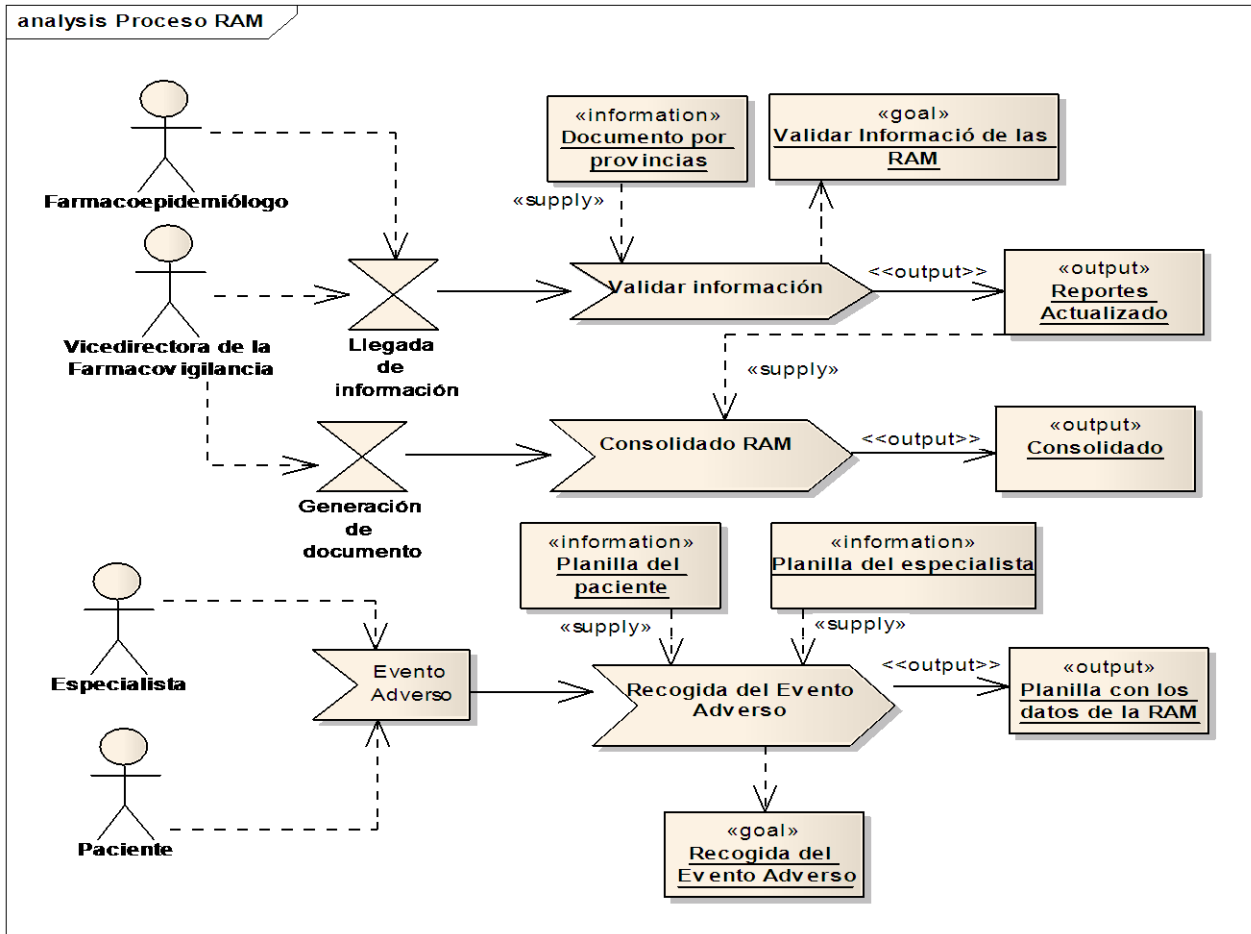 analysis Proceso RAM
Farmacoepidemiólogo
«information»
Documento por
provincias
«goal»
Validar Informació de las
RAM
«supply»
Vicedirectora de la
Farmacovigilancia
Llegada
de
información
Validar información
<<output>>
«output»
Reportes
Actualizado
«supply»
Generación
de
documento
Consolidado RAM
<<output>>
«output»
Consolidado
«information»
Planilla del
paciente
«information»
Planilla del especialista
«supply»
«supply»
Especialista
Evento
Adverso
Recogida del Evento
Adverso
<<output>>
«output»
Planilla con los
datos de la RAM
Paciente
«goal»
Recogida del
Evento Adverso